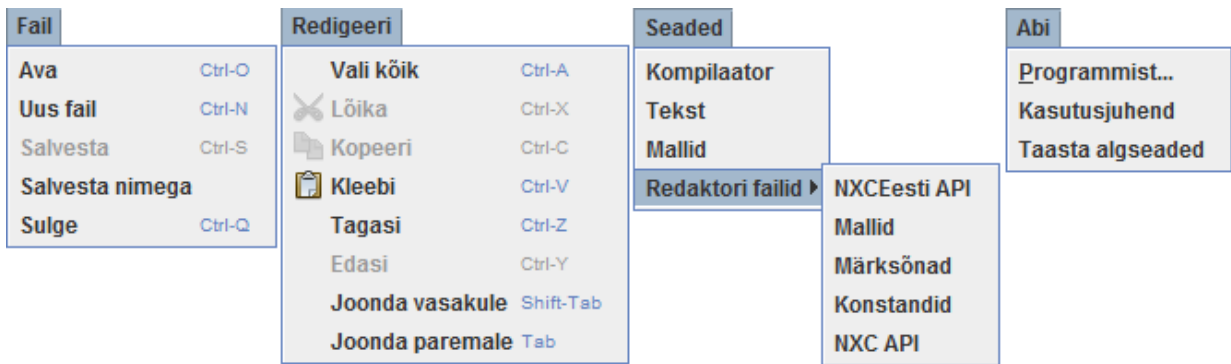 Fail
Ava Ctrl-O
Uus fail Ctrl-N
Salvesta Ctrl-S
Salvesta nimega
Sulge Ctrl-Q
Redigeeri
Vali kõik Ctrl-A
Lõika Ctrl-X
Kopeeri Ctrl-C
Kleebi Ctrl-V
Tagasi Ctrl-Z
Edasi Ctrl-Y
Joonda vasakule Shift-Tab
Joonda paremale Tab
Seaded
Kompilaator
Tekst
Mallid
Redaktori failid
NXCEesti API
Mallid
Märksõnad
Konstandid
NXC API
Abi
Programmist...
Kasutusjuhend
Taasta algseaded